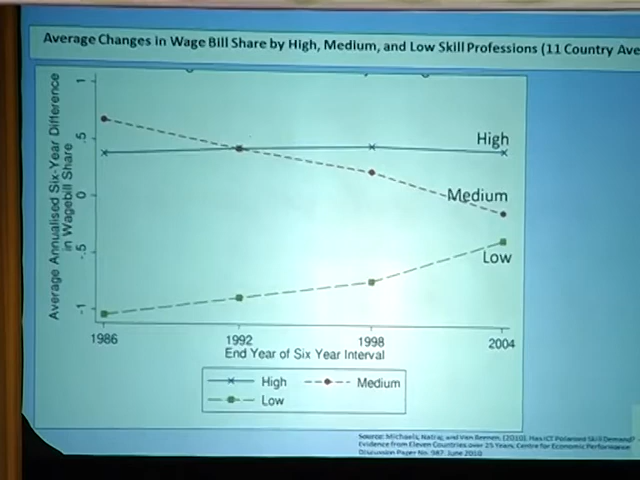 Average Changes in Wage Bill Share by High, Medium, and Low Skill Professions (11 Country Ave
Average Annualised Six-Year Difference
in Wagebill Share
1
.5
0
-.5
-1
High
Medium
Low
1986
1992
1998
2004
End Year of Six Year Interval
High
Medium
Low
Source: Michaels, Natraj, and Van Reenen. (2010). Has ICT Polarised Skill Demand?
Evidence from Eleven Countries over 25 Years. Centre for Economic Performance
Discussion Paper No. 987. June 2010